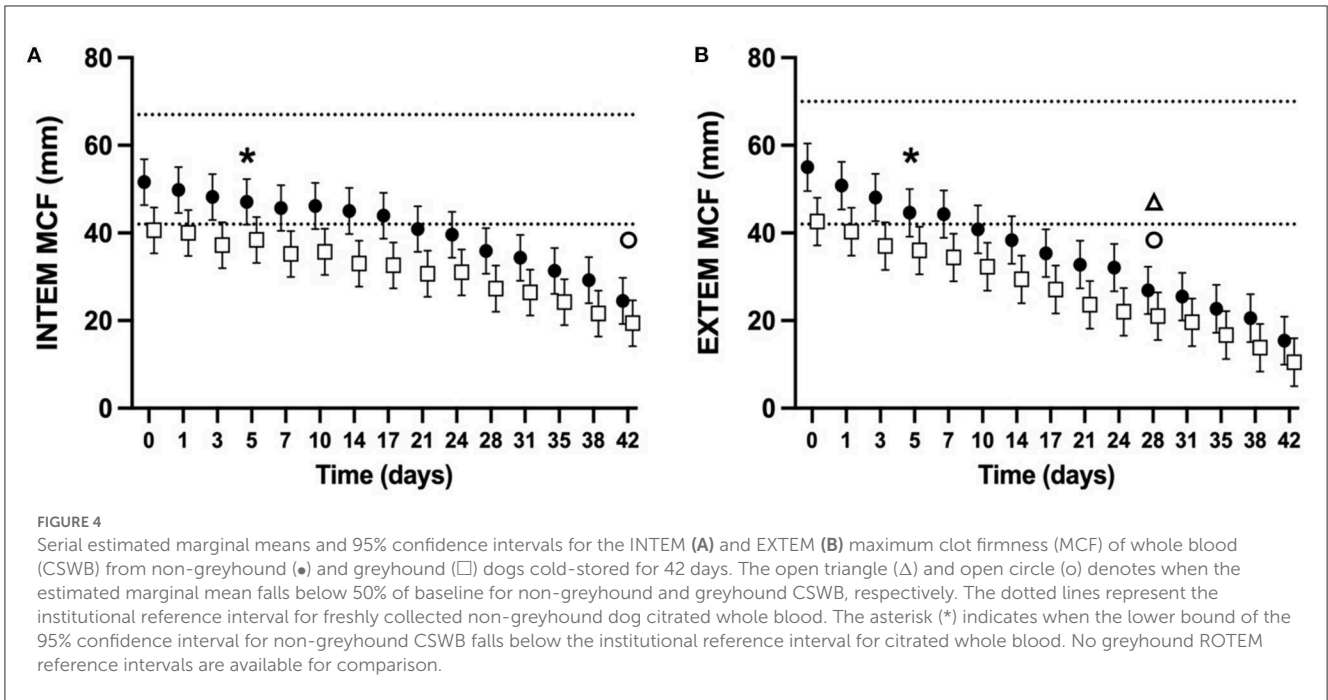 A
80
60
40
20
0
INTEM MCF (mm)
*
o
0 1 3 5 7 10 14 17 21 24 28 31 35 38 42
Time (days)
B
80
60
40
20
0
EXTEM MCF (mm)
*
Δ
o
0 1 3 5 7 10 14 17 21 24 28 31 35 38 42
Time (days)
FIGURE 4
Serial estimated marginal means and 95% confidence intervals for the INTEM (A) and EXTEM (B) maximum clot firmness (MCF) of whole blood
(CSWB) from non-greyhound (●) and greyhound (□) dogs cold-stored for 42 days. The open triangle (Δ) and open circle (o) denotes when the
estimated marginal mean falls below 50% of baseline for non-greyhound and greyhound CSWB, respectively. The dotted lines represent the
institutional reference interval for freshly collected non-greyhound dog citrated whole blood. The asterisk (*) indicates when the lower bound of the
95% confidence interval for non-greyhound CSWB falls below the institutional reference interval for citrated whole blood. No greyhound ROTEM
reference intervals are available for comparison.